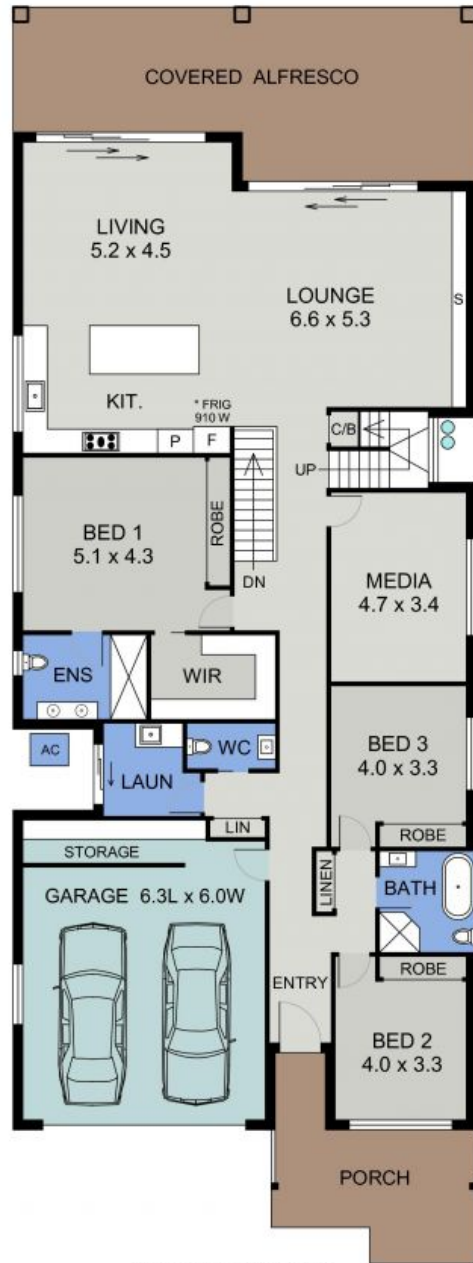 COVERED ALFRESCO
LIVING
5.2 x 4.5
LOUNGE
6.6 x 5.3
S
KIT.
* FRIG
910 W
P
F
C/B
UP
BED 1
5.1 x 4.3
ROBE
DN
MEDIA
4.7 x 3.4
ENS
WIR
AC
LAUN
WC
BED 3
4.0 x 3.3
ROBE
LIN
STORAGE
LINEN
BATH
GARAGE 6.3L x 6.0W
ENTRY
ROBE
BED 2
4.0 x 3.3
PORCH